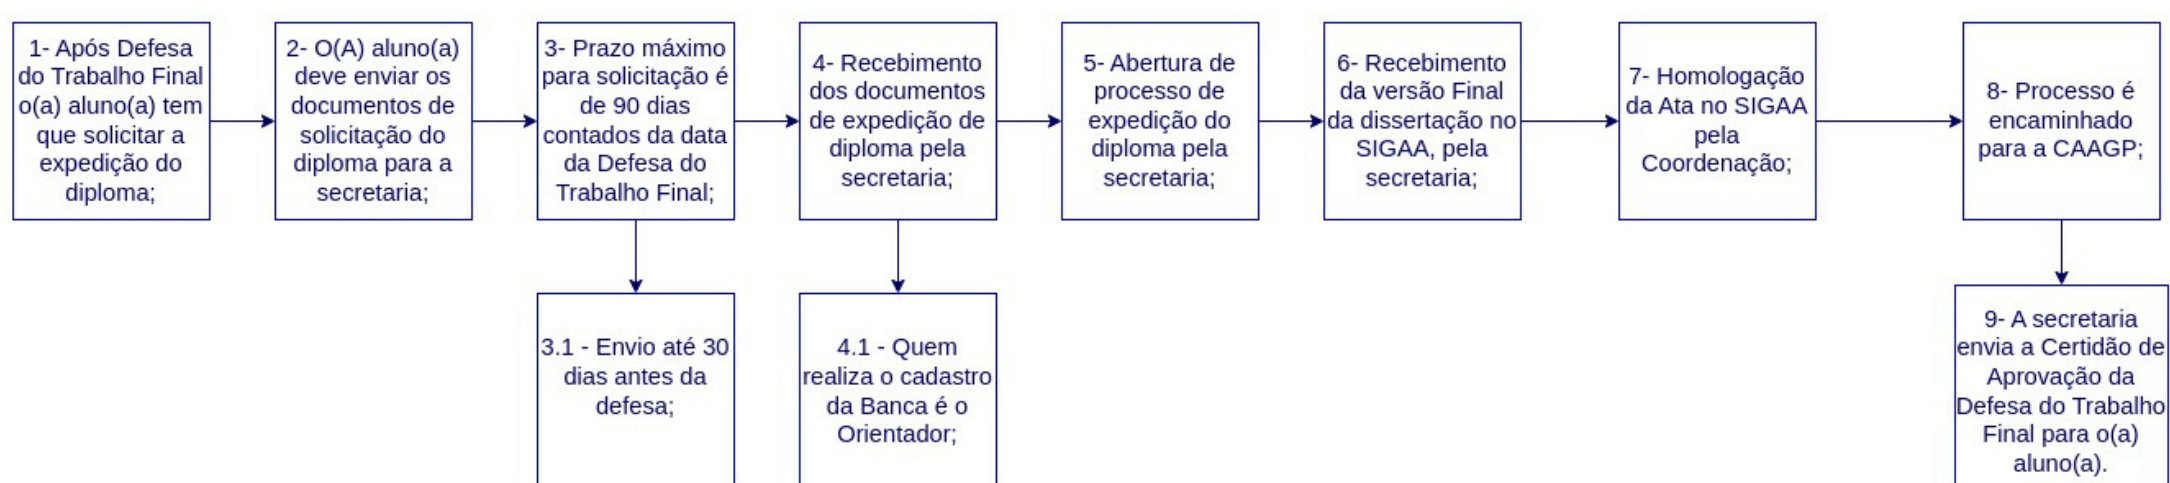 1- Após Defesa
do Trabalho Final
o(a) aluno(a) tem
que solicitar a
expedição do
diploma;
2- O(A) aluno(a)
deve enviar os
documentos de
solicitação do
diploma para a
secretaria;
3- Prazo máximo
para solicitação é
de 90 dias
contados da data
da Defesa do
Trabalho Final;
4- Recebimento
dos documentos
de expedição de
diploma pela
secretaria;
5- Abertura de
processo de
expedição do
diploma pela
secretaria;
6- Recebimento
da versão Final
da dissertação no
SIGAA, pela
secretaria;
7- Homologação
da Ata no SIGAA
pela
Coordenação;
8- Processo é
encaminhado
para a CAAGP;
3.1 - Envio até 30
dias antes da
defesa;
4.1 - Quem
realiza o cadastro
da Banca é o
Orientador;
9- A secretaria
envia a Certidão de
Aprovação da
Defesa do Trabalho
Final para o(a)
aluno(a).